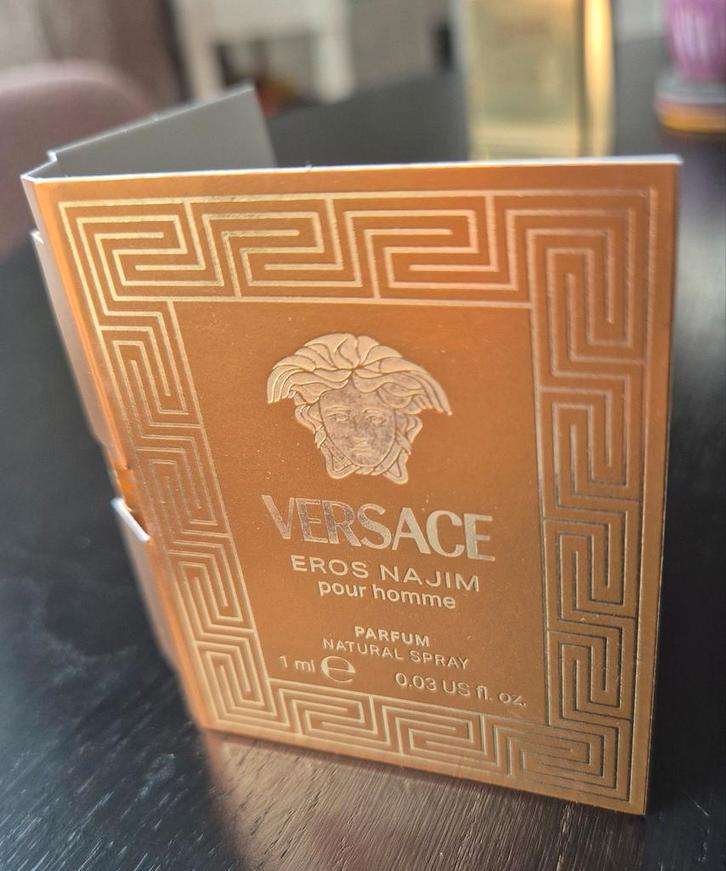 VERSACE
EROS NAJIM
pour homme
PARFUM
NATURAL SPRAY
1 ml ℮ 0.03 US fl. oz.